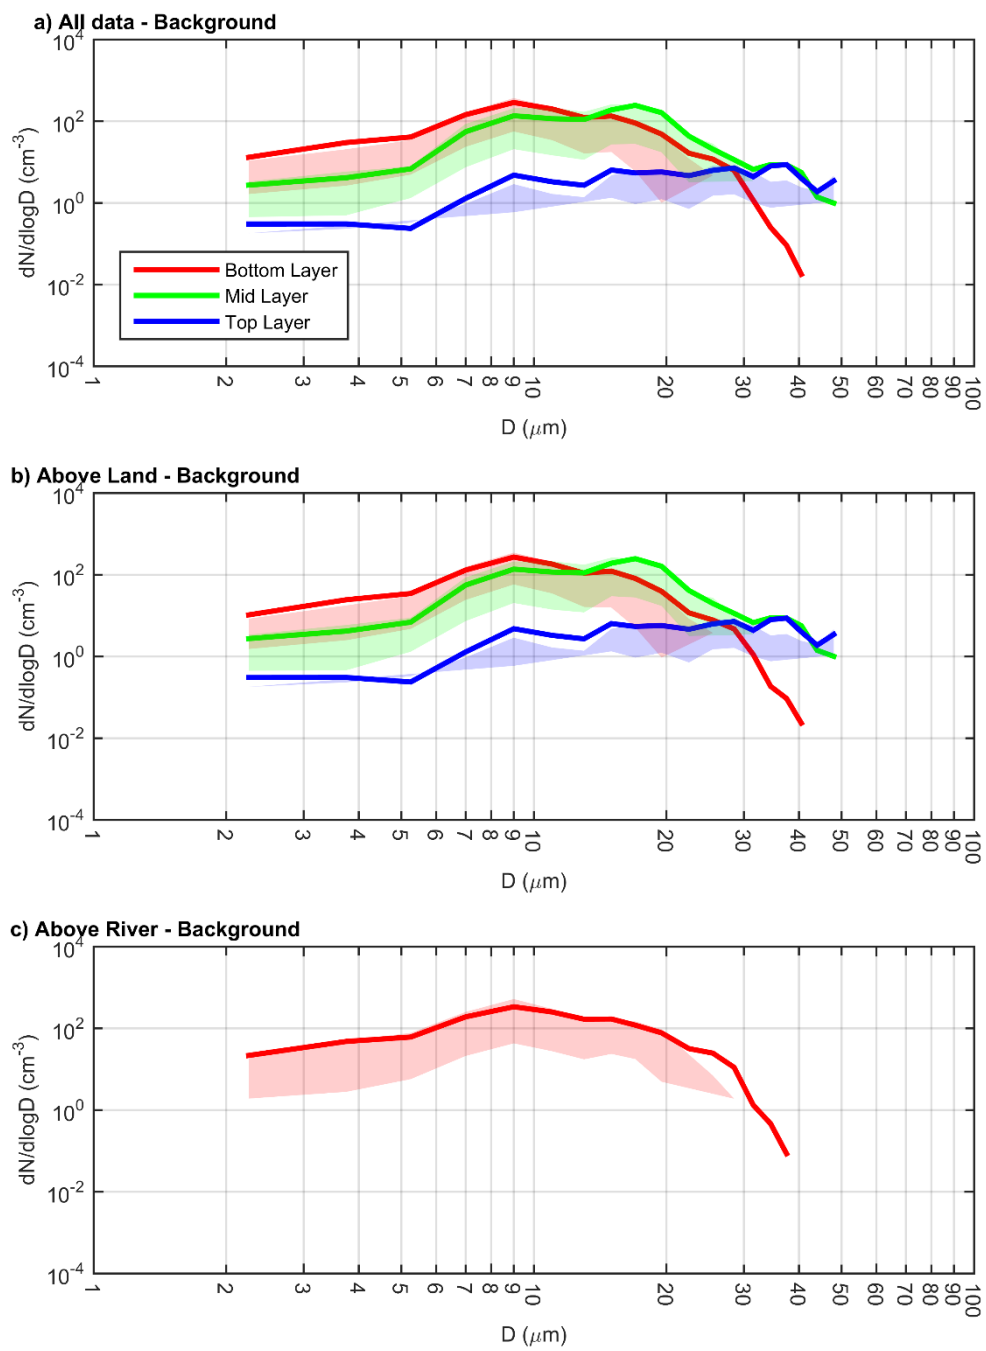 a) All data - Background
10^4
10^2
10^0
10^-2
10^-4
dN/dlogD (cm^-3)
Bottom Layer
Mid Layer
Top Layer
1 2 3 4 5 6 7 8 9 10 20 30 40 50 60 70 80 90 100
D (μm)
b) Above Land - Background
10^4
10^2
10^0
10^-2
10^-4
dN/dlogD (cm^-3)
1 2 3 4 5 6 7 8 9 10 20 30 40 50 60 70 80 90 100
D (μm)
c) Above River - Background
10^4
10^2
10^0
10^-2
10^-4
dN/dlogD (cm^-3)
1 2 3 4 5 6 7 8 9 10 20 30 40 50 60 70 80 90 100
D (μm)